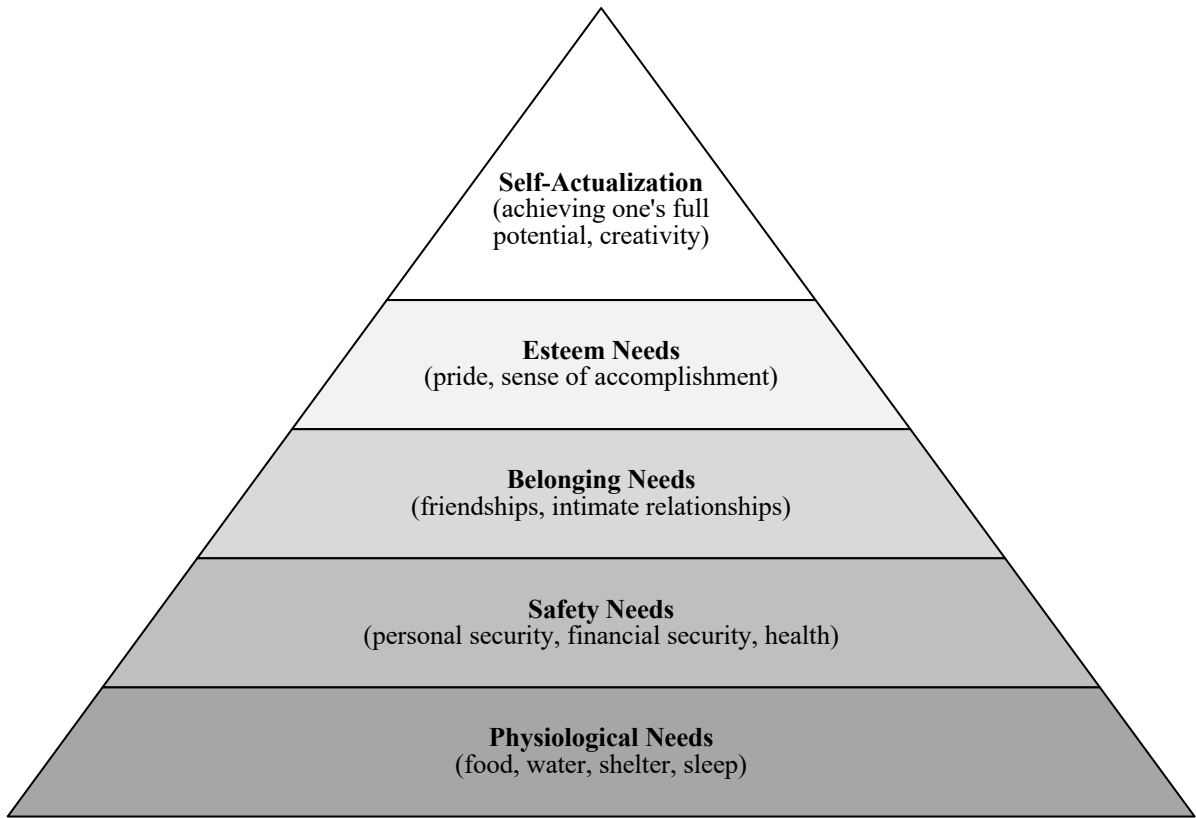 Self-Actualization
(achieving one's full
potential, creativity)
Esteem Needs
(pride, sense of accomplishment)
Belonging Needs
(friendships, intimate relationships)
Safety Needs
(personal security, financial security, health)
Physiological Needs
(food, water, shelter, sleep)